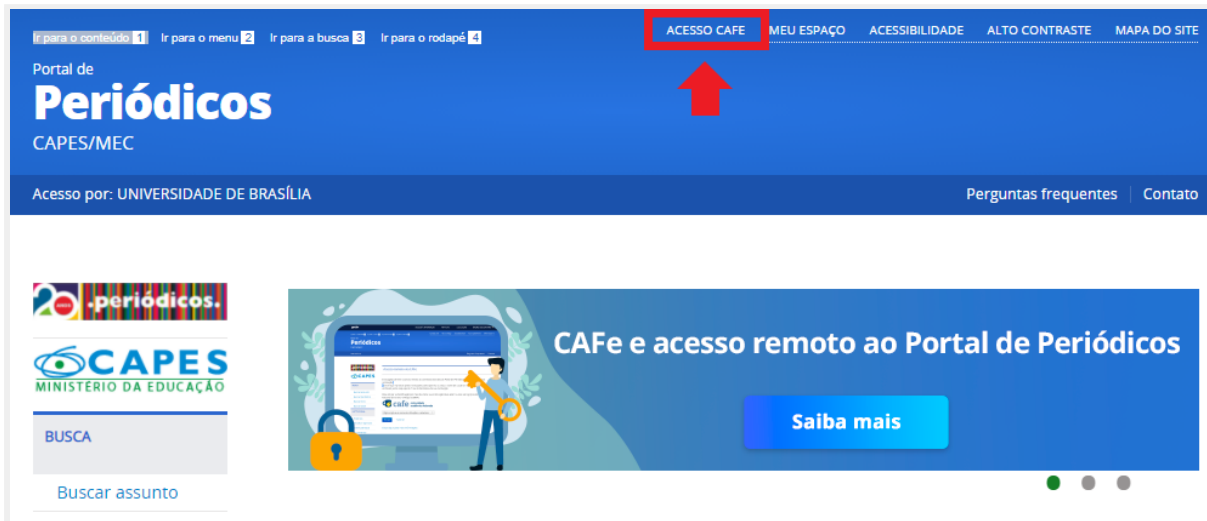 Ir para o conteúdo 1 Ir para o menu 2 Ir para a busca 3 Ir para o rodapé 4
ACESSO CAFE MEU ESPAÇO ACESSIBILIDADE ALTO CONTRASTE MAPA DO SITE
Portal de
Periódicos
CAPES/MEC
Acesso por: UNIVERSIDADE DE BRASÍLIA
Perguntas frequentes Contato
20 .periódicos.
CAPES
MINISTÉRIO DA EDUCAÇÃO
BUSCA
Buscar assunto
Periódicos
cafe
CAFe e acesso remoto ao Portal de Periódicos
Saiba mais